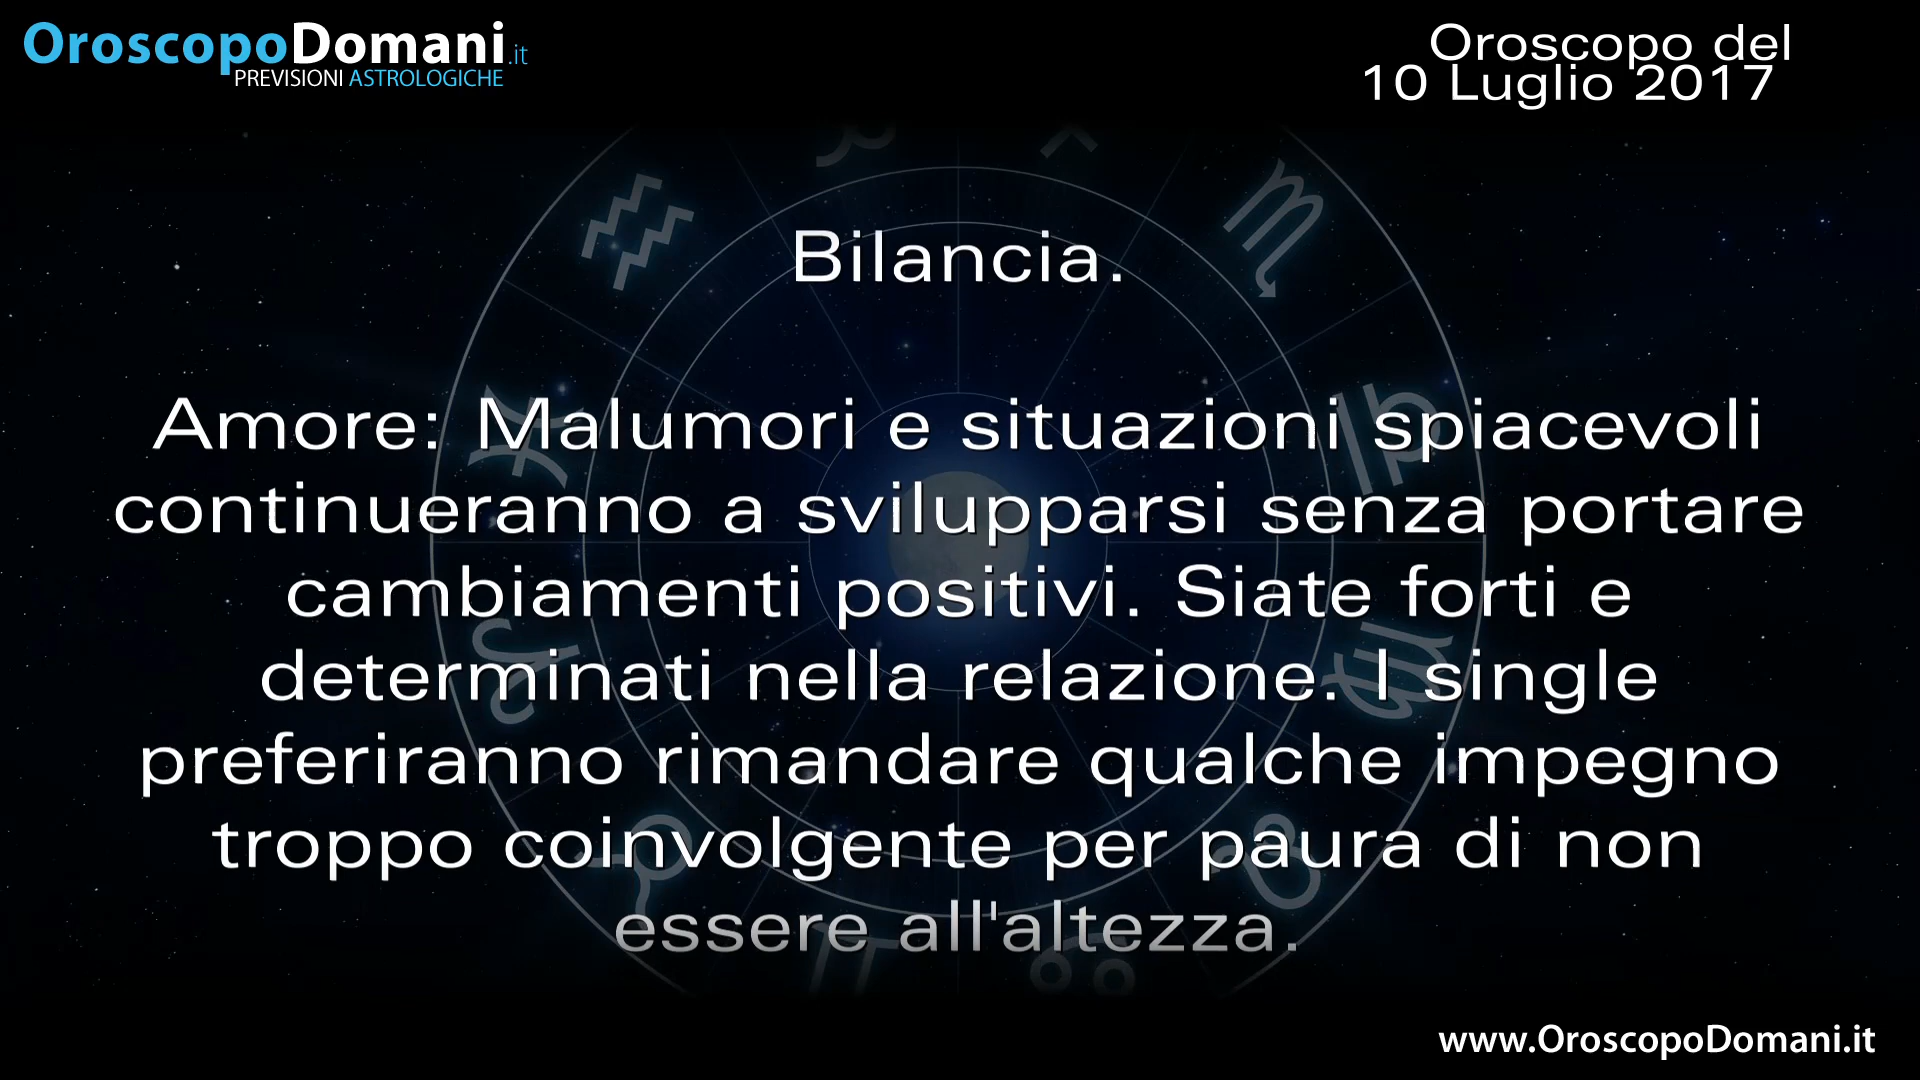 OroscopoDomani.it
PREVISIONI ASTROLOGICHE
Oroscopo del
10 Luglio 2017
Bilancia.
Amore: Malumori e situazioni spiacevoli
continueranno a svilupparsi senza portare
cambiamenti positivi. Siate forti e
determinati nella relazione. I single
preferiranno rimandare qualche impegno
troppo coinvolgente per paura di non
essere all'altezza.
www.OroscopoDomani.it